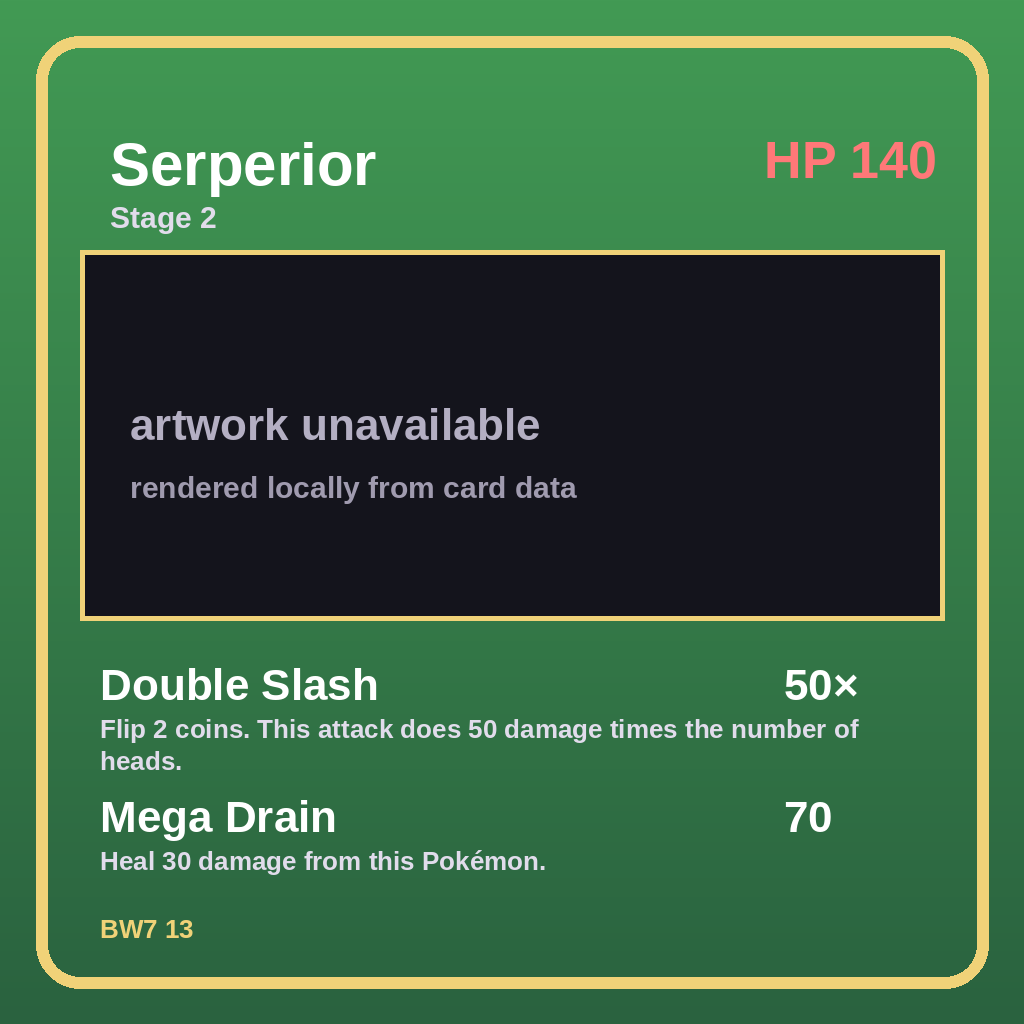 Serperior
HP 140
Stage 2
artwork unavailable
rendered locally from card data
Double Slash
50×
Flip 2 coins. This attack does 50 damage times the number of
heads.
Mega Drain
70
Heal 30 damage from this Pokémon.
BW7 13